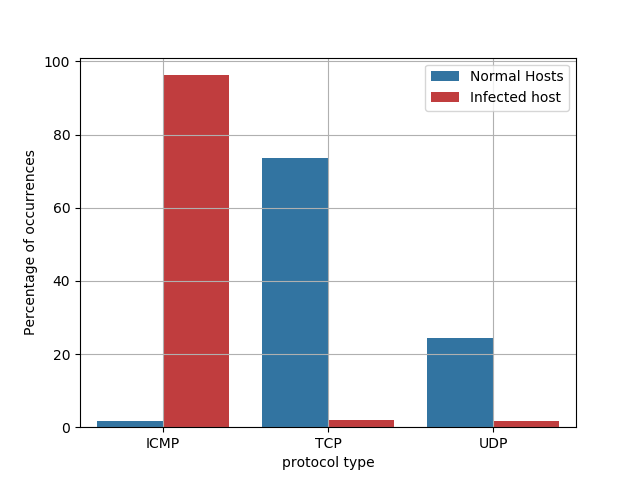 Normal Hosts
Infected host
Percentage of occurrences
100
80
60
40
20
0
ICMP TCP UDP
protocol type